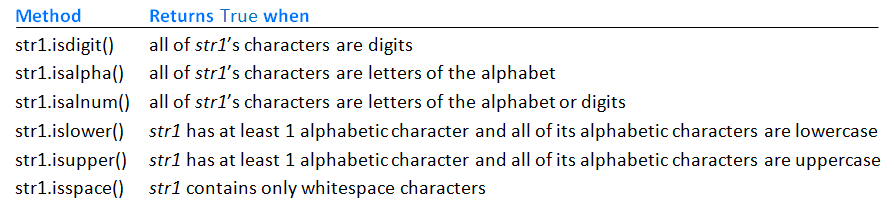 Method Returns True when
str1.isdigit() all of str1's characters are digits
str1.isalpha() all of str1's characters are letters of the alphabet
str1.isalnum() all of str1's characters are letters of the alphabet or digits
str1.islower() str1 has at least 1 alphabetic character and all of its alphabetic characters are lowercase
str1.isupper() str1 has at least 1 alphabetic character and all of its alphabetic characters are uppercase
str1.isspace() str1 contains only whitespace characters